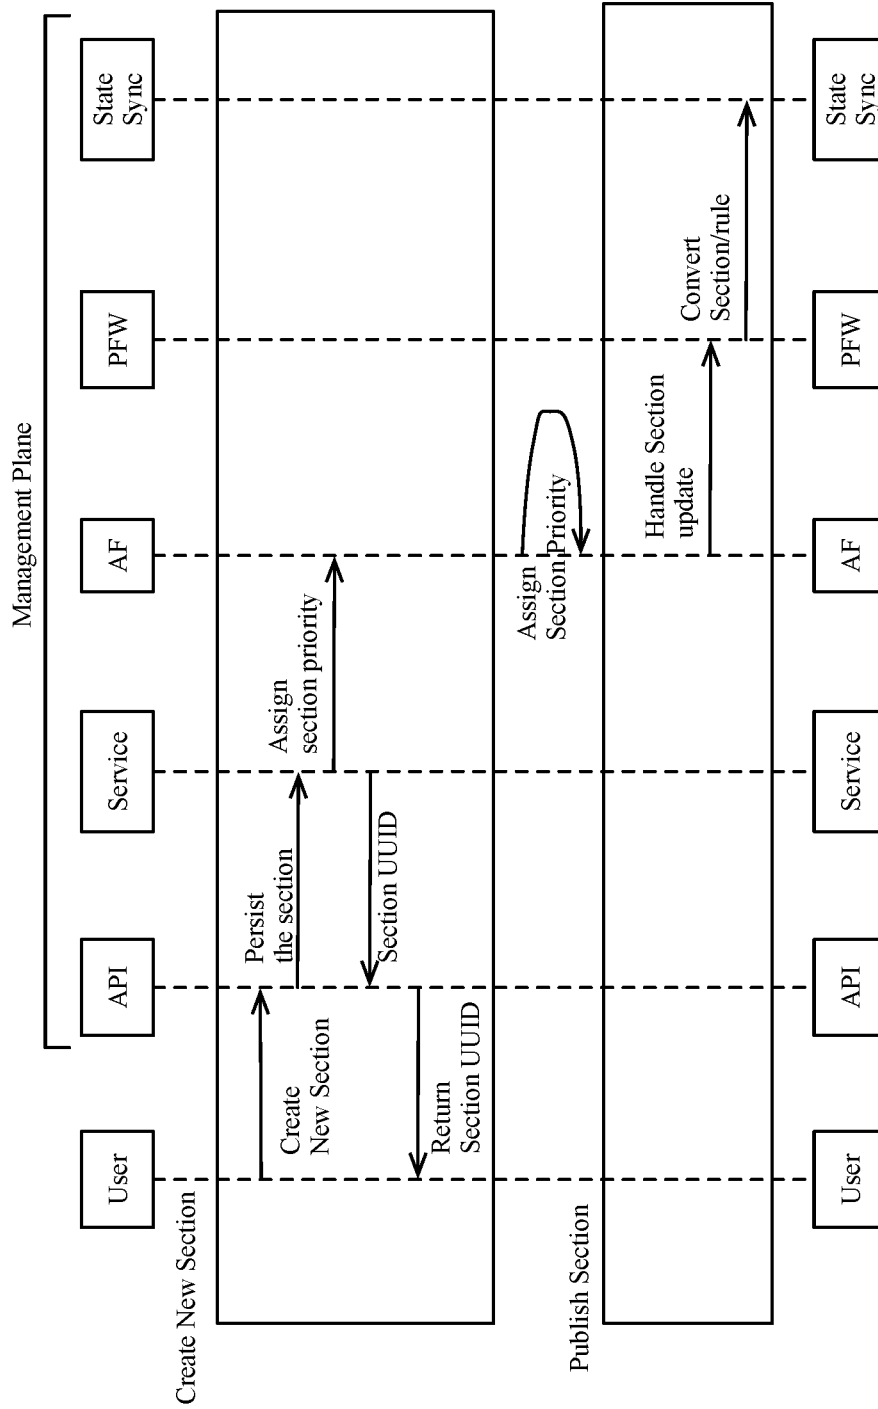 Management Plane
User
API
Service
AF
PFW
State
Sync
Create New Section
Create
New Section
Persist
the section
Assign
section priority
Section UUID
Return
Section UUID
Assign
Section Priority
Publish Section
Handle Section
update
Convert
Section/rule
User
API
Service
AF
PFW
State
Sync